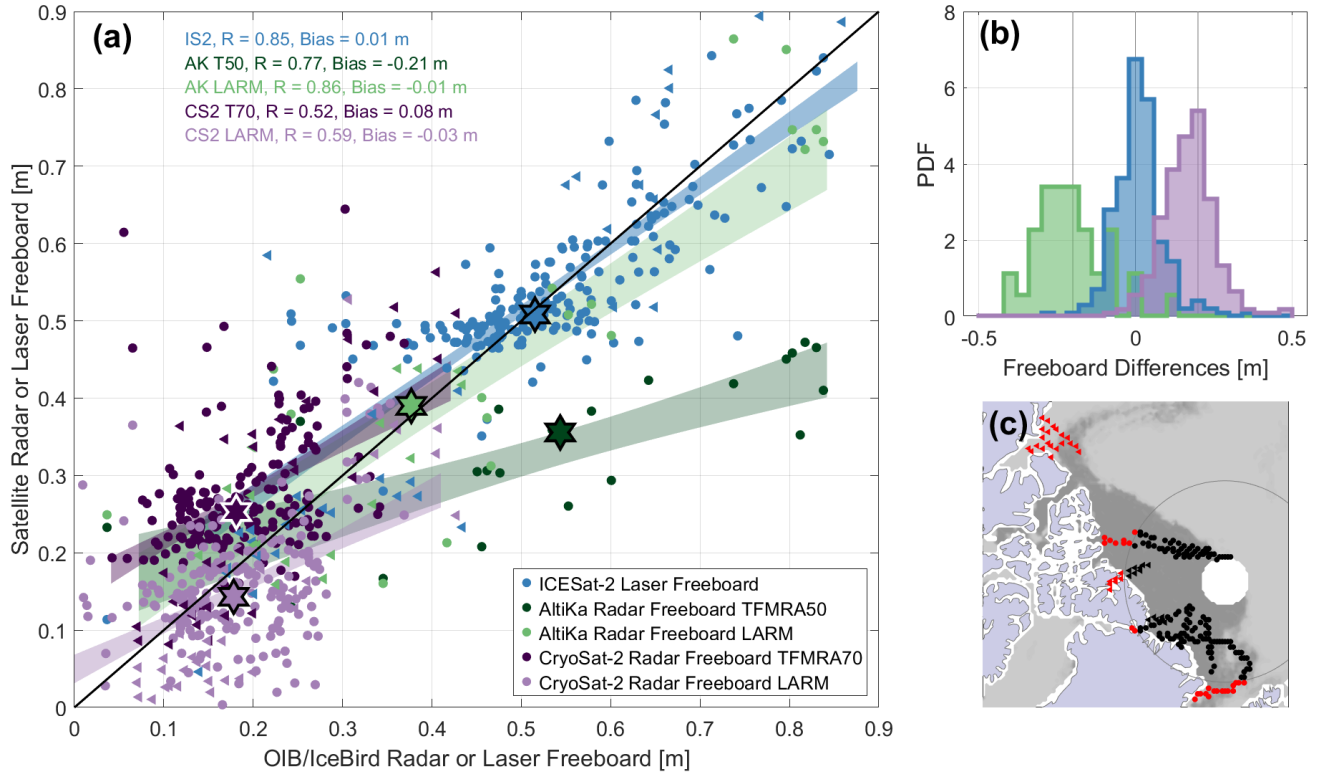 (a)
IS2, R = 0.85, Bias = 0.01 m
AK T50, R = 0.77, Bias = -0.21 m
AK LARM, R = 0.86, Bias = -0.01 m
CS2 T70, R = 0.52, Bias = 0.08 m
CS2 LARM, R = 0.59, Bias = -0.03 m
Satellite Radar or Laser Freeboard [m]
0.9
0.8
0.7
0.6
0.5
0.4
0.3
0.2
0.1
0
ICESat-2 Laser Freeboard
AltiKa Radar Freeboard TFMRA50
AltiKa Radar Freeboard LARM
CryoSat-2 Radar Freeboard TFMRA70
CryoSat-2 Radar Freeboard LARM
0 0.1 0.2 0.3 0.4 0.5 0.6 0.7 0.8 0.9
OIB/IceBird Radar or Laser Freeboard [m]
(b)
PDF
8
6
4
2
0
-0.5 0 0.5
Freeboard Differences [m]
(c)